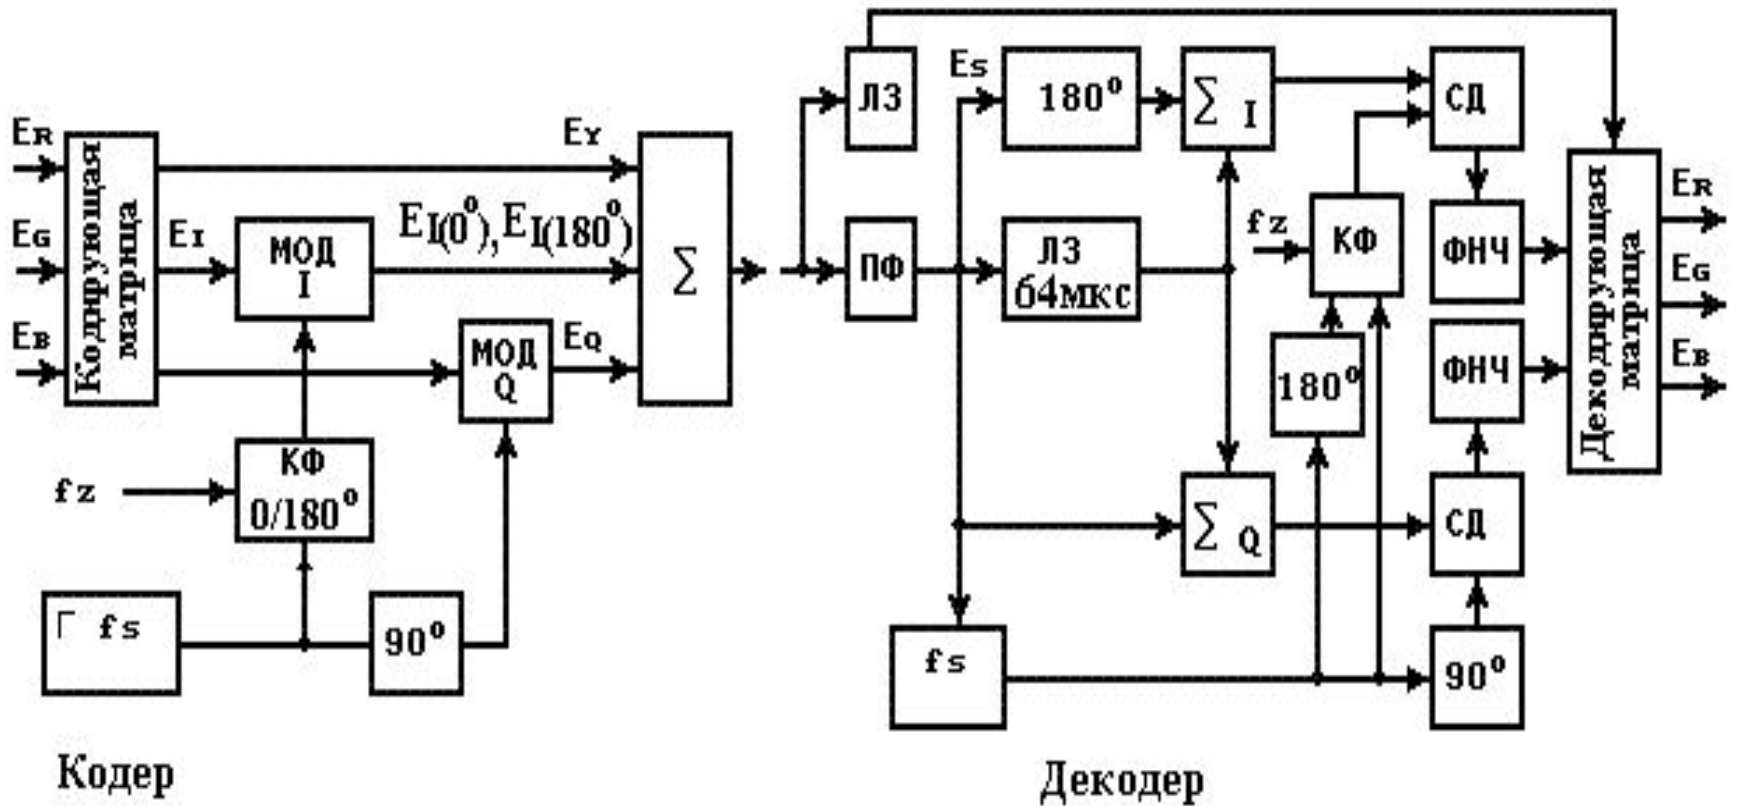 ER
EG
EB
Кодирующая
матрица
EY
EI
МОД
I
EI(0°), EI(180°)
МОД
Q
EQ
Σ
fz
КФ
0/180°
Г fs
90°
Кодер
ЛЗ
ПФ
Es
180°
Σ I
ЛЗ
64мкс
fz
КФ
180°
Σ Q
fs
СД
ФНЧ
ФНЧ
СД
90°
Декодирующая
матрица
ER
EG
EB
Декодер